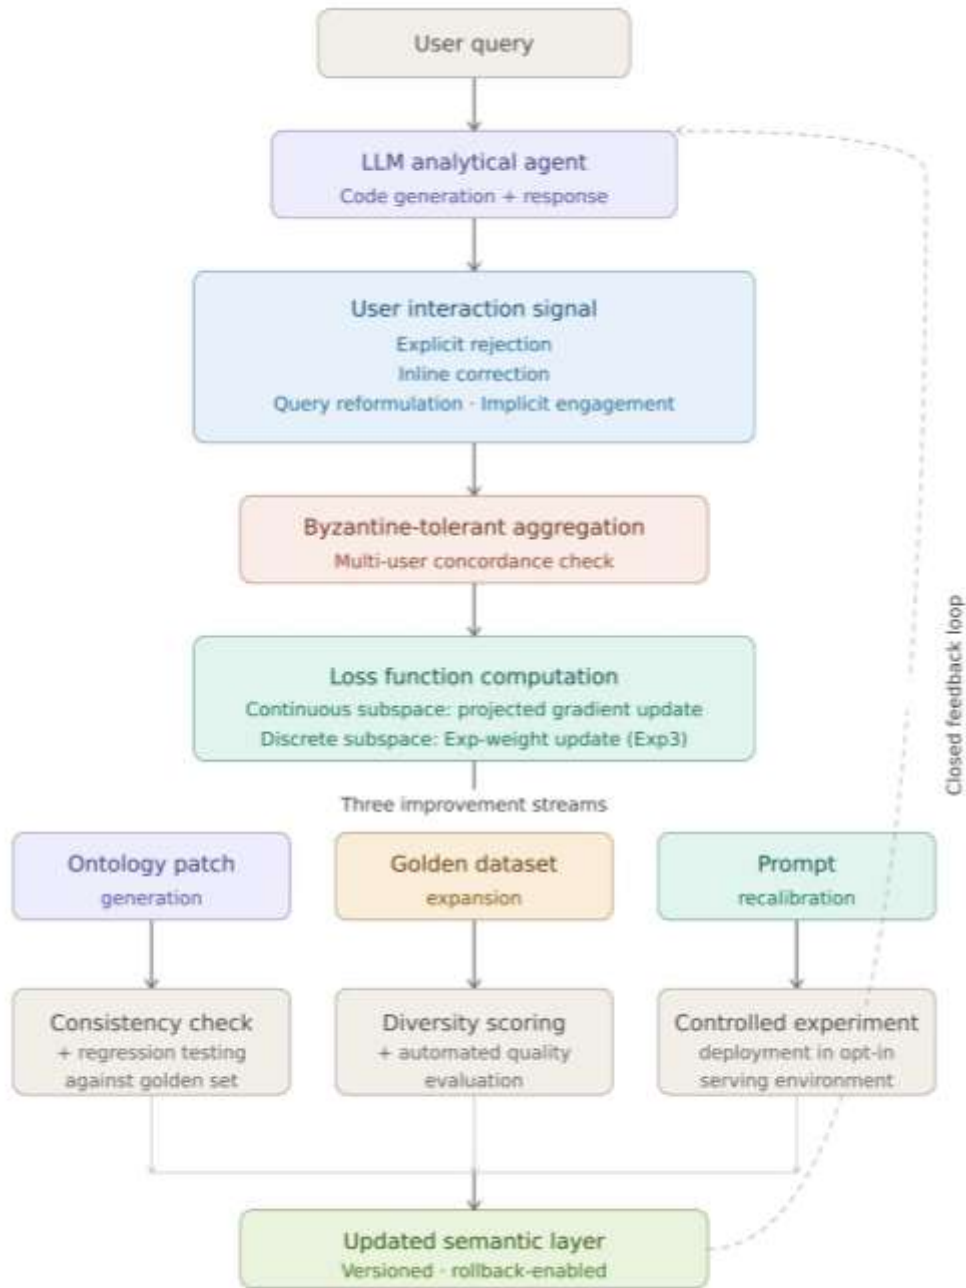 User query
LLM analytical agent
Code generation + response
User interaction signal
Explicit rejection
Inline correction
Query reformulation · Implicit engagement
Byzantine-tolerant aggregation
Multi-user concordance check
Loss function computation
Continuous subspace: projected gradient update
Discrete subspace: Exp-weight update (Exp3)
Three improvement streams
Ontology patch
generation
Golden dataset
expansion
Prompt
recalibration
Consistency check
+ regression testing
against golden set
Diversity scoring
+ automated quality
evaluation
Controlled experiment
deployment in opt-in
serving environment
Updated semantic layer
Versioned · rollback-enabled
Closed feedback loop